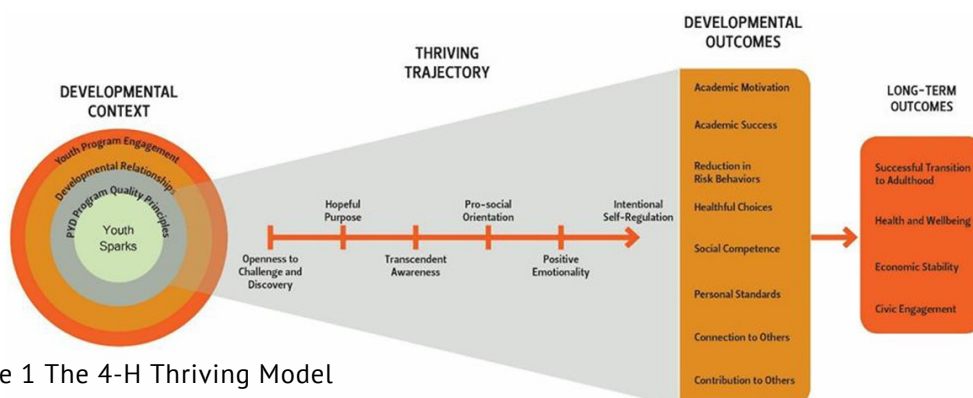 DEVELOPMENTAL
CONTEXT
Youth Program Engagement
Developmental Relationships
PYD Program Quality Principles
Youth
Sparks
THRIVING
TRAJECTORY
Openness to
Challenge and
Discovery
Hopeful
Purpose
Transcendent
Awareness
Pro-social
Orientation
Positive
Emotionality
Intentional
Self-Regulation
DEVELOPMENTAL
OUTCOMES
Academic Motivation
Academic Success
Reduction in
Risk Behaviors
Healthful Choices
Social Competence
Personal Standards
Connection to Others
Contribution to Others
LONG-TERM
OUTCOMES
Successful Transition
to Adulthood
Health and Wellbeing
Economic Stability
Civic Engagement
e 1 The 4-H Thriving Model